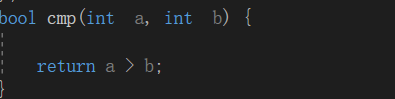 bool cmp(int  a, int  b) {
return a > b;
}